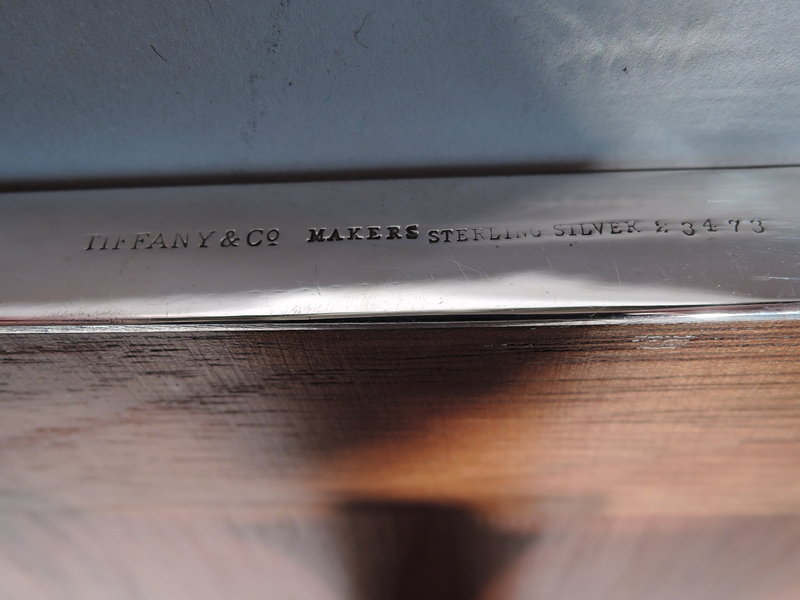 TIFFANY & Co MAKERS STERLING SILVER 23473